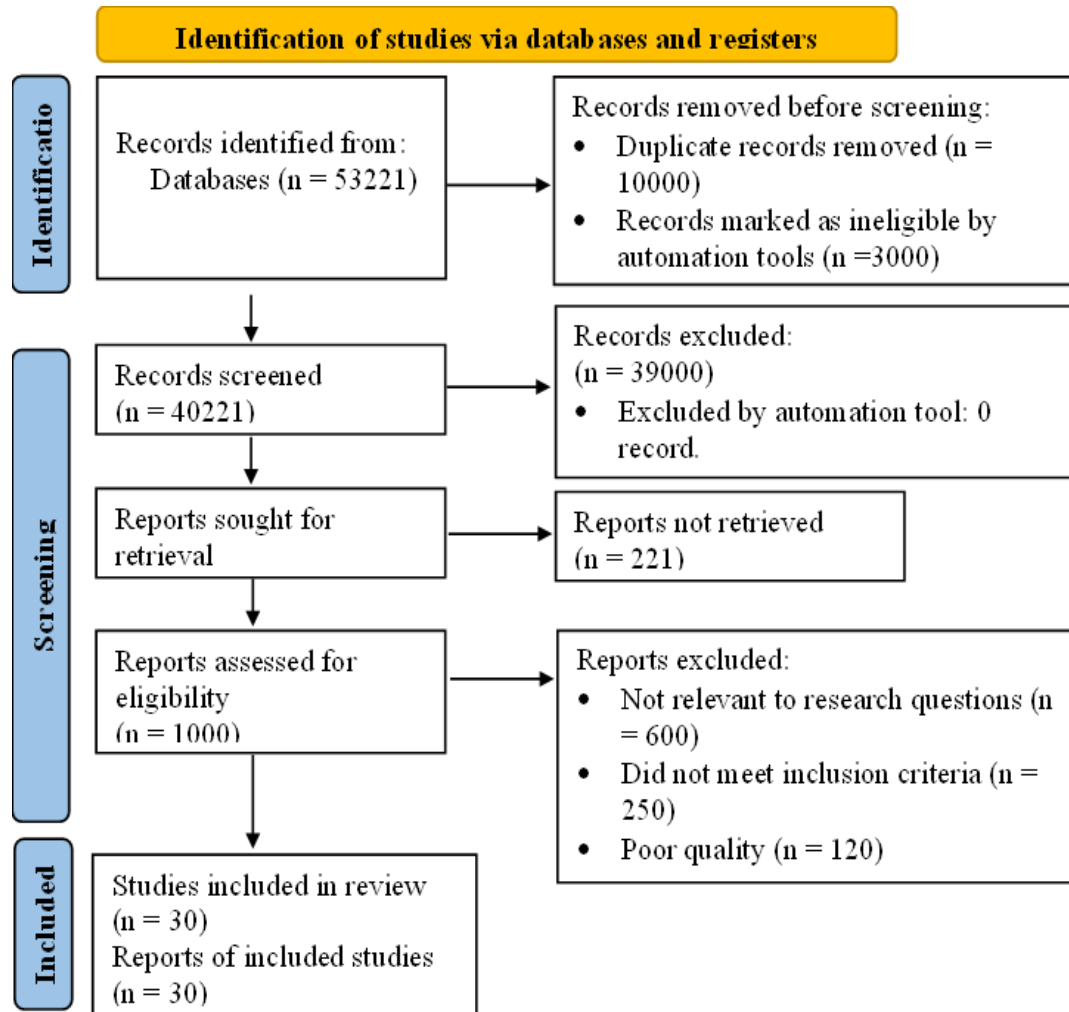 Identification of studies via databases and registers
Identificatio
Records identified from:
Databases (n = 53221)
Records removed before screening:
• Duplicate records removed (n =
10000)
• Records marked as ineligible by
automation tools (n =3000)
Screening
Records screened
(n = 40221)
Records excluded:
(n = 39000)
• Excluded by automation tool: 0
record.
Reports sought for
retrieval
Reports not retrieved
(n = 221)
Reports assessed for
eligibility
(n = 1000)
Reports excluded:
• Not relevant to research questions (n
= 600)
• Did not meet inclusion criteria (n =
250)
• Poor quality (n = 120)
Included
Studies included in review
(n = 30)
Reports of included studies
(n = 30)